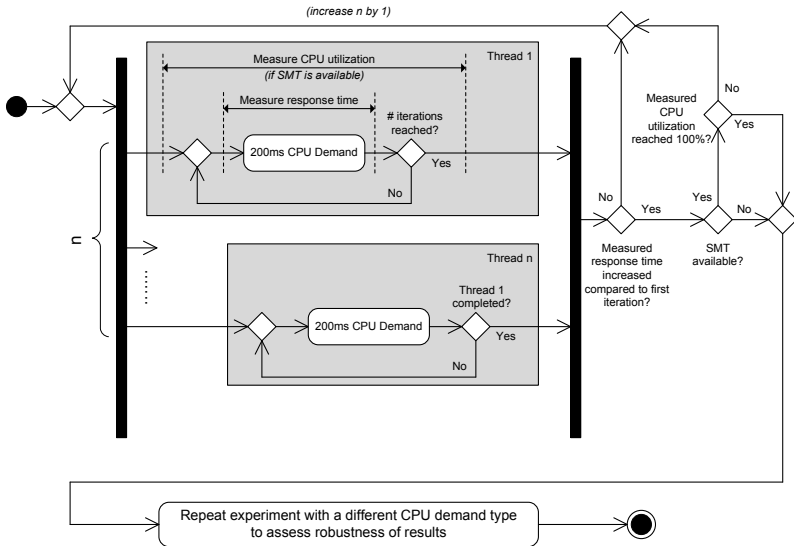 (increase n by 1)
Thread 1
Measure CPU utilization
(if SMT is available)
Measure response time
# iterations
reached?
200ms CPU Demand
Yes
No
n
........
Thread n
Thread 1
completed?
200ms CPU Demand
Yes
No
No
Yes
Measured
response time
increased
compared to first
iteration?
Measured
CPU
utilization
reached 100%?
No
Yes
Yes
No
SMT
available?
Repeat experiment with a different CPU demand type
to assess robustness of results